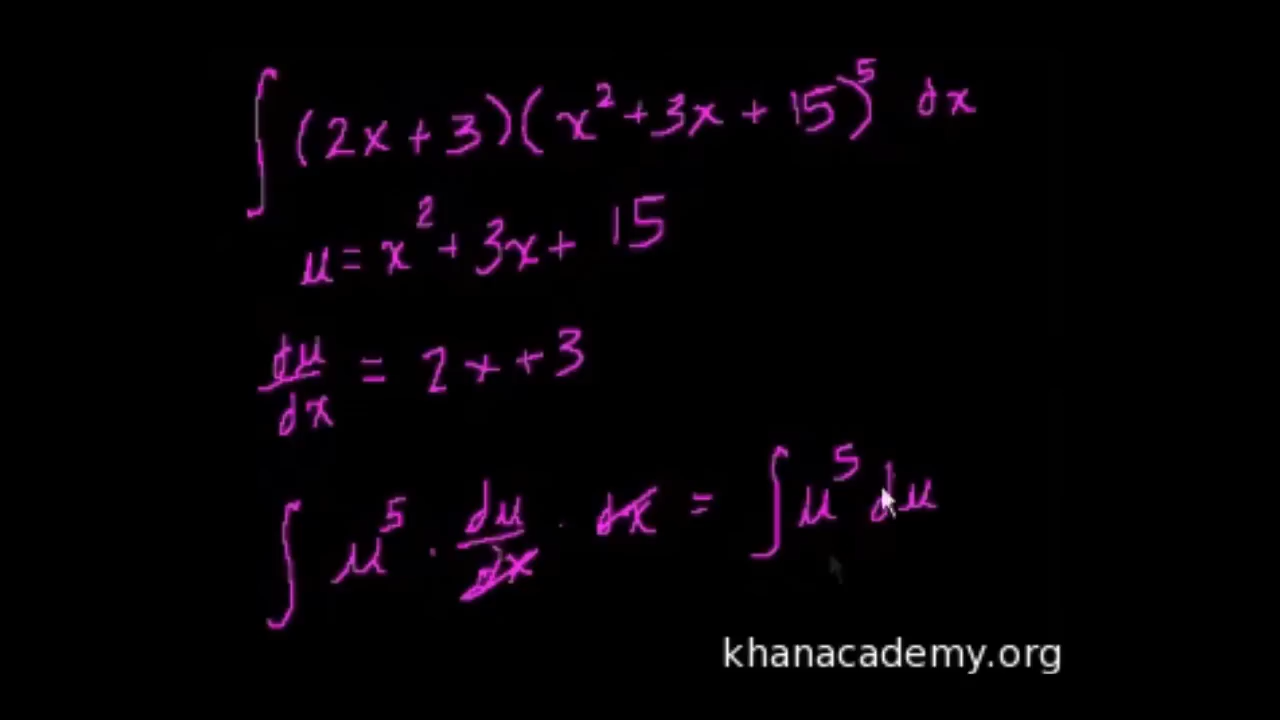 ∫ (2x + 3)(x² + 3x + 15)⁵ dx
u = x² + 3x + 15
du/dx = 2x + 3
∫ u⁵ · du/dx · dx = ∫ u⁵ du
khanacademy.org